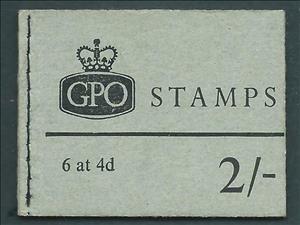 GPO STAMPS
6 at 4d
2/-